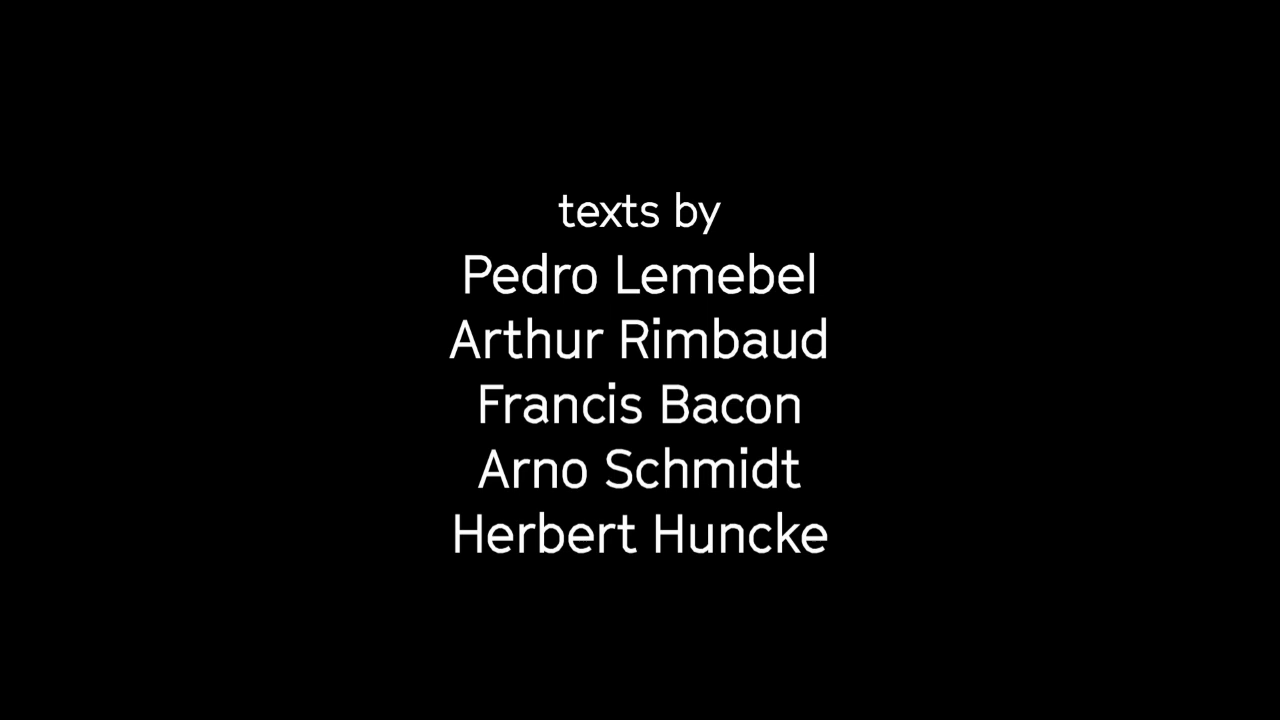 texts by
Pedro Lemebel
Arthur Rimbaud
Francis Bacon
Arno Schmidt
Herbert Huncke